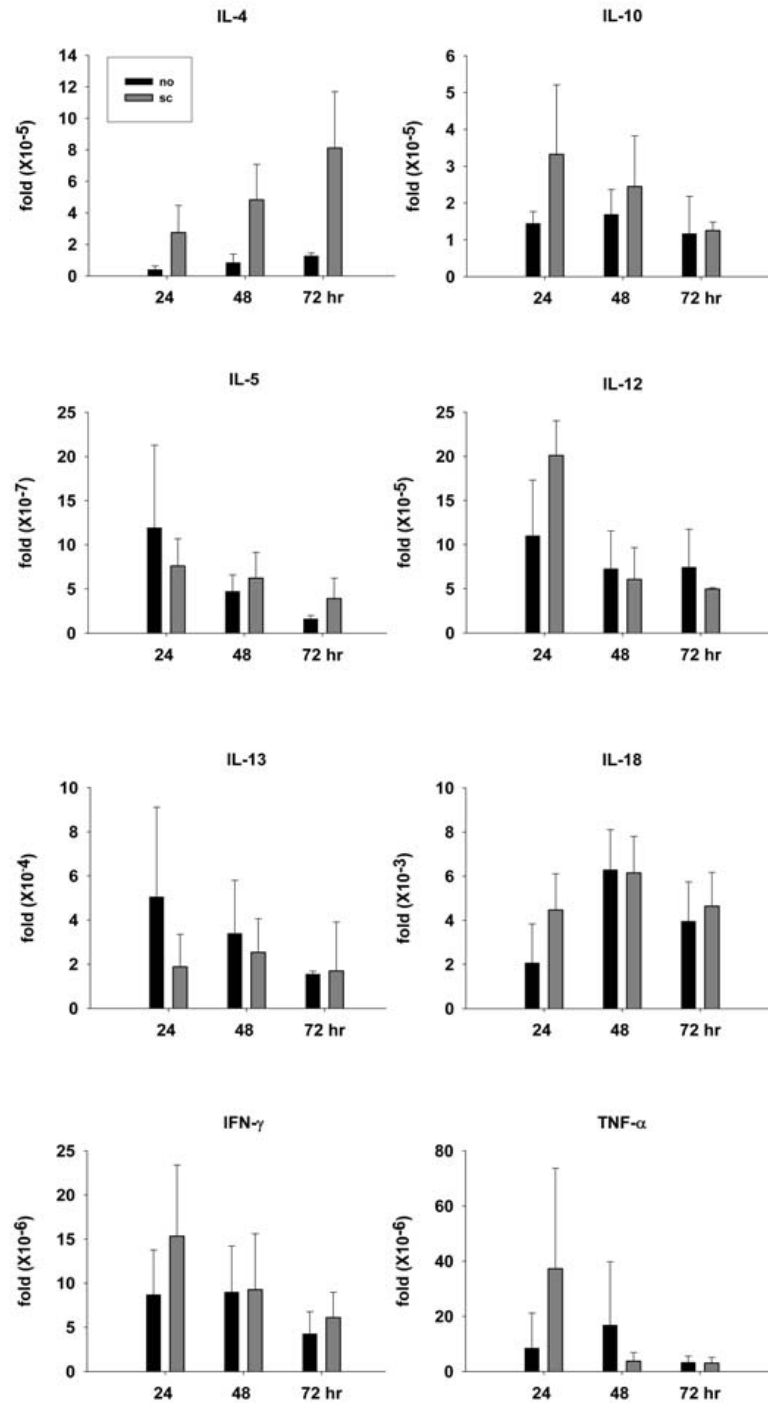 IL-4
14
12
10
8
6
4
2
0
fold (X10-5)
no
sc
24 48 72 hr
IL-10
6
5
4
3
2
1
0
fold (X10-5)
24 48 72 hr
IL-5
25
20
15
10
5
0
fold (X10-7)
24 48 72 hr
IL-12
25
20
15
10
5
0
fold (X10-5)
24 48 72 hr
IL-13
10
8
6
4
2
0
fold (X10-4)
24 48 72 hr
IL-18
10
8
6
4
2
0
fold (X10-3)
24 48 72 hr
IFN-γ
25
20
15
10
5
0
fold (X10-6)
24 48 72 hr
TNF-α
80
60
40
20
0
fold (X10-6)
24 48 72 hr